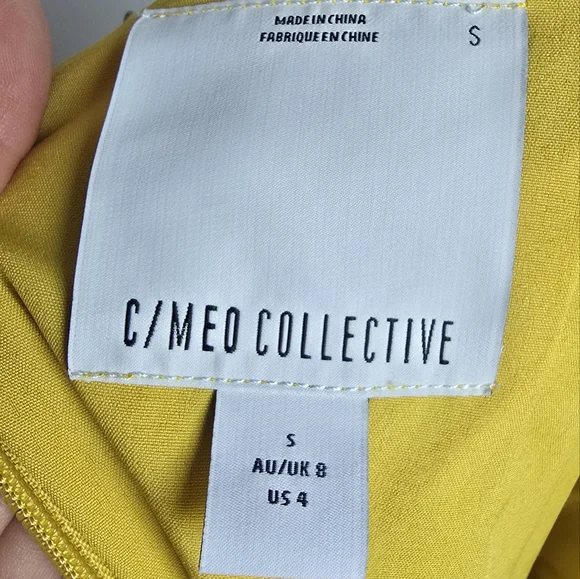 MADE IN CHINA
FABRIQUE EN CHINE
S
C/MEO COLLECTIVE
S
AU/UK 8
US 4